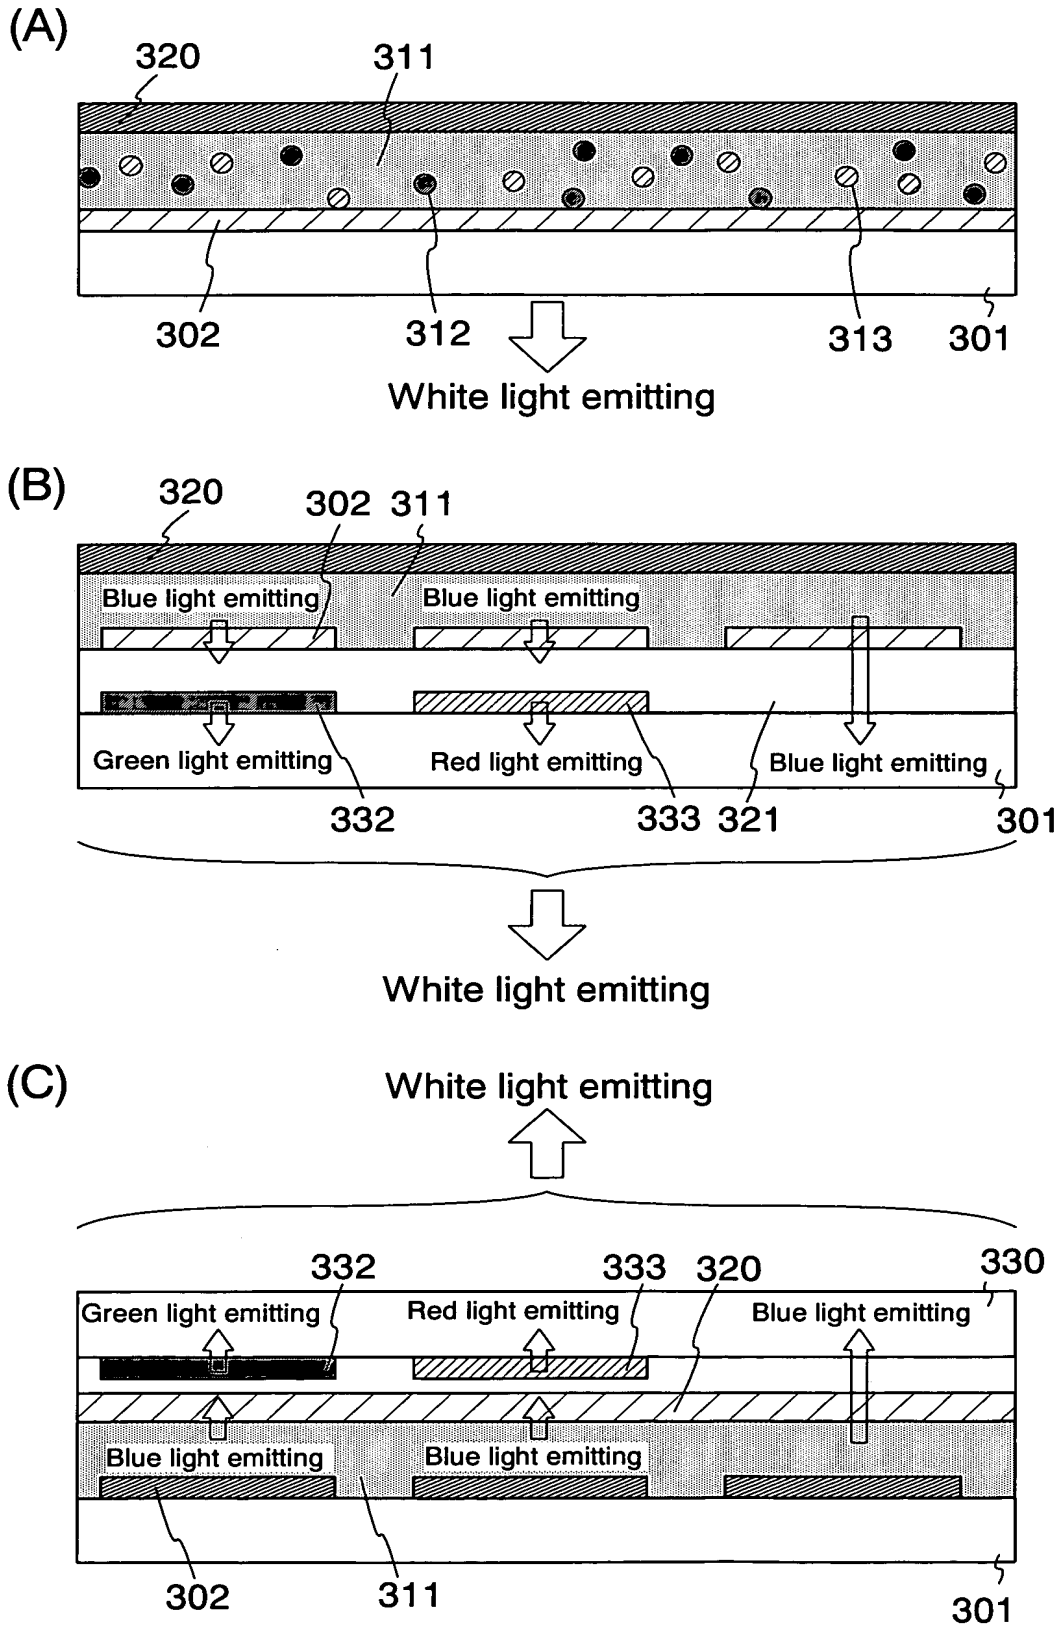 (A)
320 311
302 312 313 301
White light emitting
(B)
320 302 311
Blue light emitting Blue light emitting
Green light emitting Red light emitting Blue light emitting
332 333 321 301
White light emitting
(C)
White light emitting
332 333 320 330
Green light emitting Red light emitting Blue light emitting
Blue light emitting Blue light emitting
302 311 301